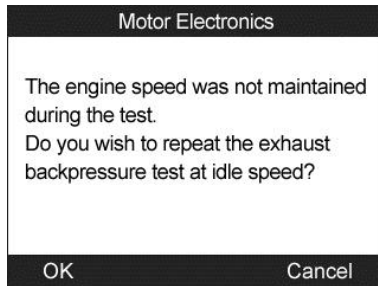 Motor Electronics
The engine speed was not maintained
during the test.
Do you wish to repeat the exhaust
backpressure test at idle speed?
OK
Cancel